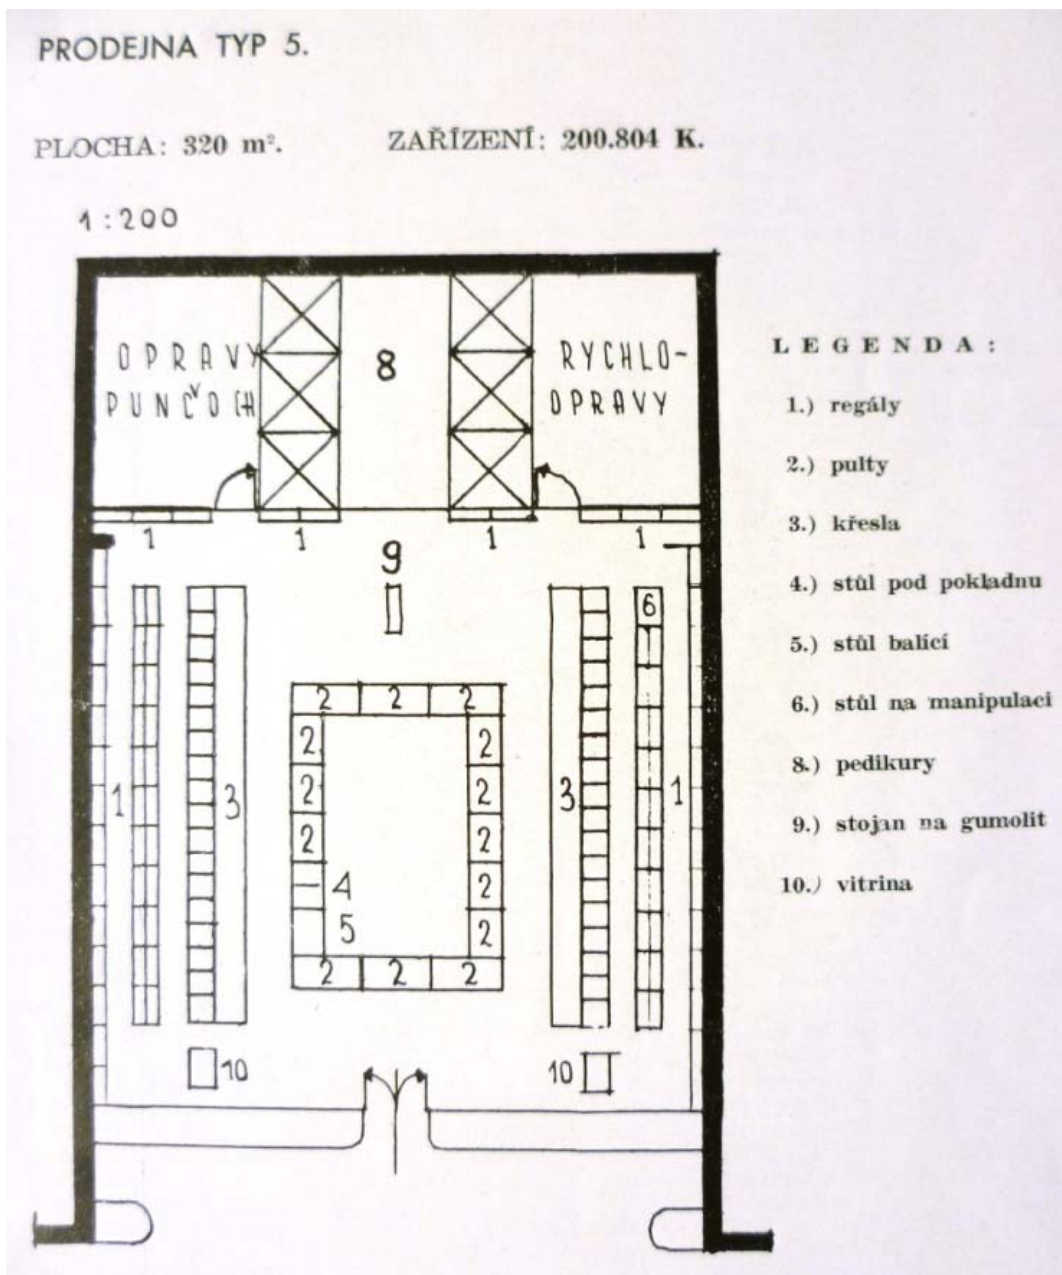 PRODEJNA TYP 5.
PLOCHA: 320 m².
ZAŘÍZENÍ: 200.804 K.
1:200
OPRAVY
PUNČOCH
8
RYCHLO-
OPRAVY
LEGENDA:
1.) regály
2.) pulty
3.) křesla
4.) stůl pod pokladnu
5.) stůl balící
6.) stůl na manipulaci
8.) pedikury
9.) stojan na gumolit
10.) vitrina
1
1
1
1
9
6
2 2 2
2
2
2
2
2
2
2
2
1
3
3
1
4
5
2 2 2
10
10